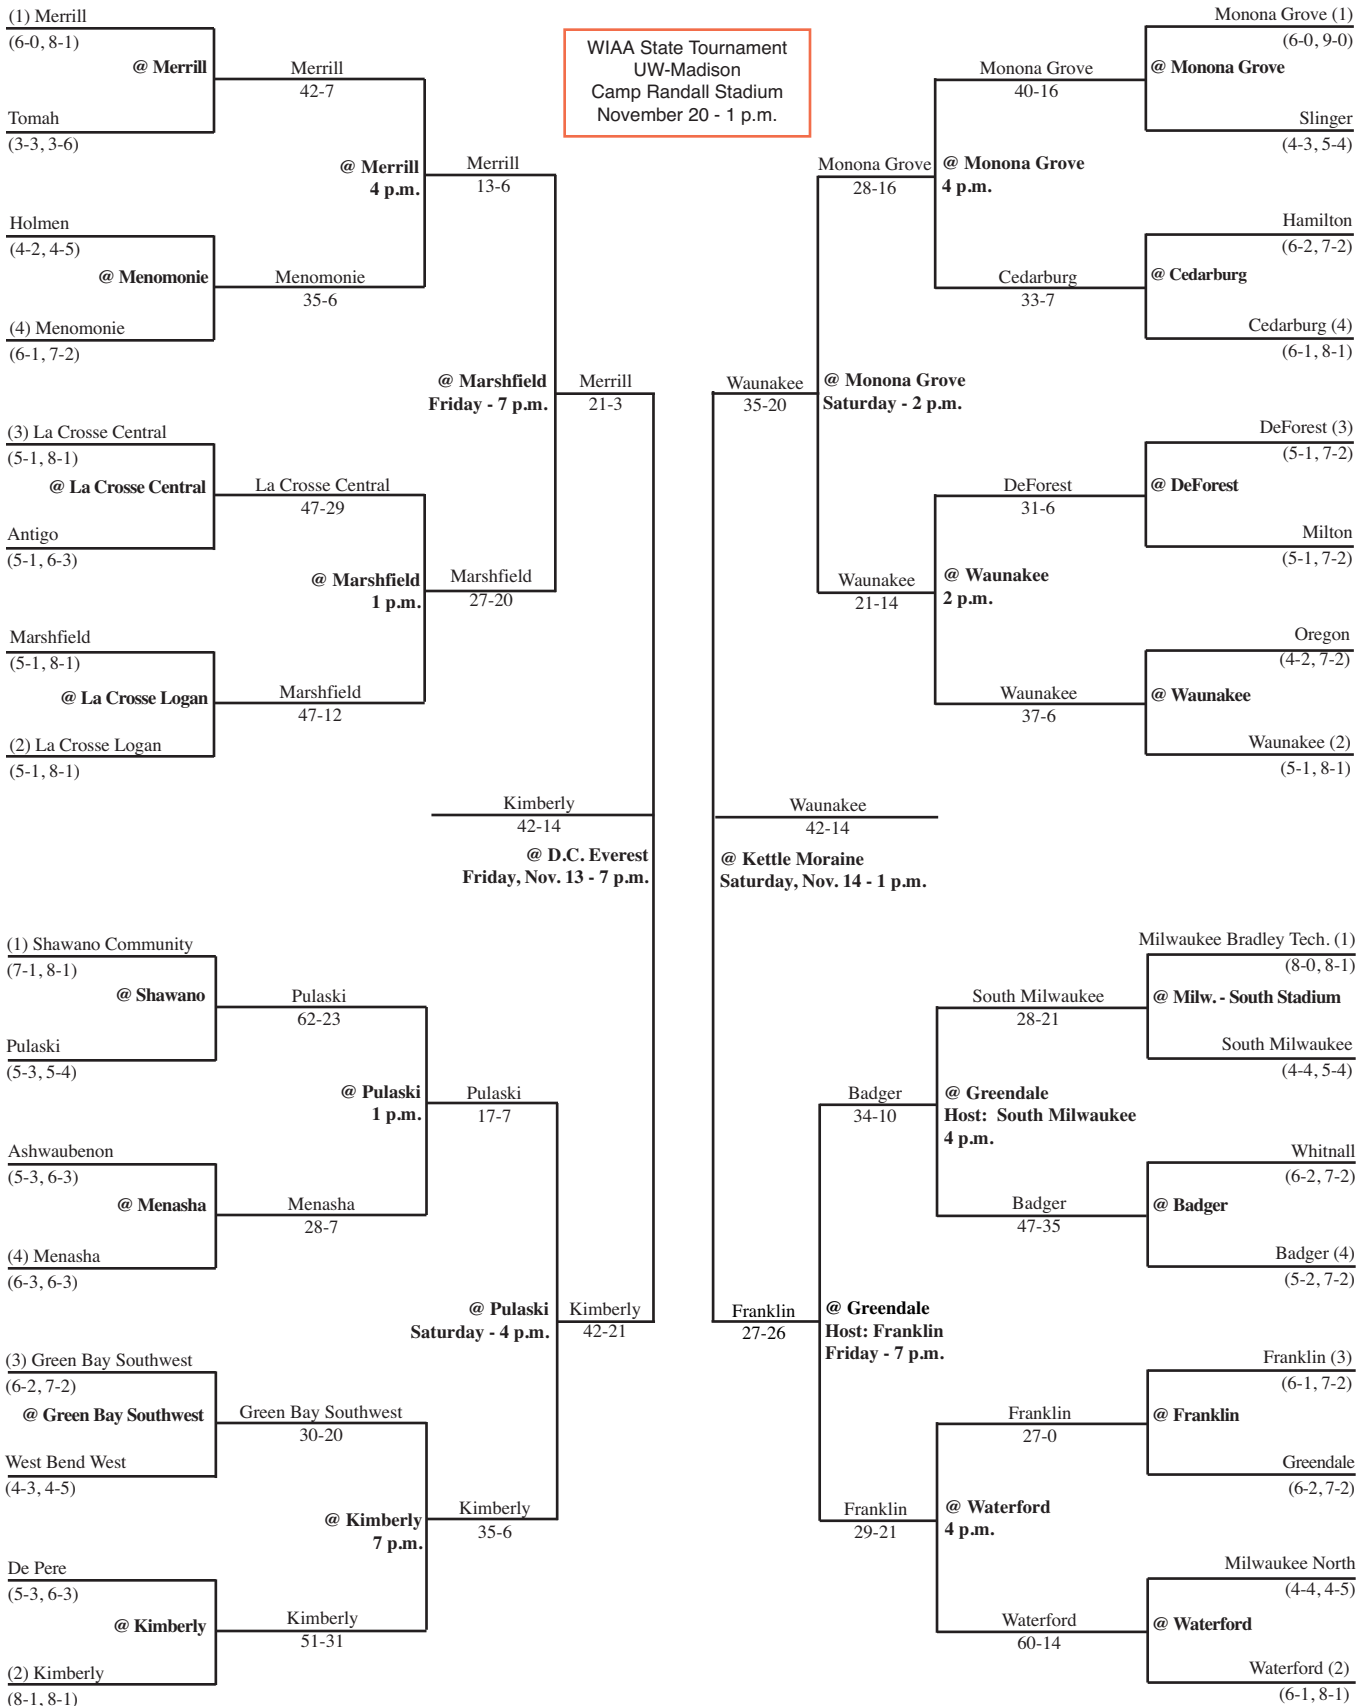 (1) Merrill
(6-0, 8-1)
@ Merrill
Tomah
(3-3, 3-6)
Merrill
42-7
@ Merrill
4 p.m.
Holmen
(4-2, 4-5)
@ Menomonie
(4) Menomonie
(6-1, 7-2)
Menomonie
35-6
Merrill
13-6
@ Marshfield
Friday - 7 p.m.
(3) La Crosse Central
(5-1, 8-1)
@ La Crosse Central
Antigo
(5-1, 6-3)
La Crosse Central
47-29
@ Marshfield
1 p.m.
Marshfield
(5-1, 8-1)
@ La Crosse Logan
(2) La Crosse Logan
(5-1, 8-1)
Marshfield
47-12
Marshfield
27-20
Merrill
21-3
Kimberly
42-14
@ D.C. Everest
Friday, Nov. 13 - 7 p.m.
(1) Shawano Community
(7-1, 8-1)
@ Shawano
Pulaski
(5-3, 5-4)
Pulaski
62-23
@ Pulaski
1 p.m.
Ashwaubenon
(5-3, 6-3)
@ Menasha
(4) Menasha
(6-3, 6-3)
Menasha
28-7
Pulaski
17-7
@ Pulaski
Saturday - 4 p.m.
(3) Green Bay Southwest
(6-2, 7-2)
@ Green Bay Southwest
West Bend West
(4-3, 4-5)
Green Bay Southwest
30-20
@ Kimberly
7 p.m.
De Pere
(5-3, 6-3)
@ Kimberly
(2) Kimberly
(8-1, 8-1)
Kimberly
51-31
Kimberly
35-6
Kimberly
42-21
WIAA State Tournament
UW-Madison
Camp Randall Stadium
November 20 - 1 p.m.
Monona Grove (1)
(6-0, 9-0)
@ Monona Grove
Slinger
(4-3, 5-4)
Monona Grove
40-16
@ Monona Grove
4 p.m.
Hamilton
(6-2, 7-2)
@ Cedarburg
Cedarburg (4)
(6-1, 8-1)
Cedarburg
33-7
Monona Grove
28-16
@ Monona Grove
Saturday - 2 p.m.
DeForest (3)
(5-1, 7-2)
@ DeForest
Milton
(5-1, 7-2)
DeForest
31-6
@ Waunakee
2 p.m.
Oregon
(4-2, 7-2)
@ Waunakee
Waunakee (2)
(5-1, 8-1)
Waunakee
37-6
Waunakee
21-14
Waunakee
35-20
Waunakee
42-14
@ Kettle Moraine
Saturday, Nov. 14 - 1 p.m.
Milwaukee Bradley Tech. (1)
(8-0, 8-1)
@ Milw. - South Stadium
South Milwaukee
(4-4, 5-4)
South Milwaukee
28-21
@ Greendale
Host: South Milwaukee
4 p.m.
Whitnall
(6-2, 7-2)
@ Badger
Badger (4)
(5-2, 7-2)
Badger
47-35
Badger
34-10
@ Greendale
Host: Franklin
Friday - 7 p.m.
Franklin (3)
(6-1, 7-2)
@ Franklin
Greendale
(6-2, 7-2)
Franklin
27-0
@ Waterford
4 p.m.
Milwaukee North
(4-4, 4-5)
@ Waterford
Waterford (2)
(6-1, 8-1)
Waterford
60-14
Franklin
29-21
Franklin
27-26